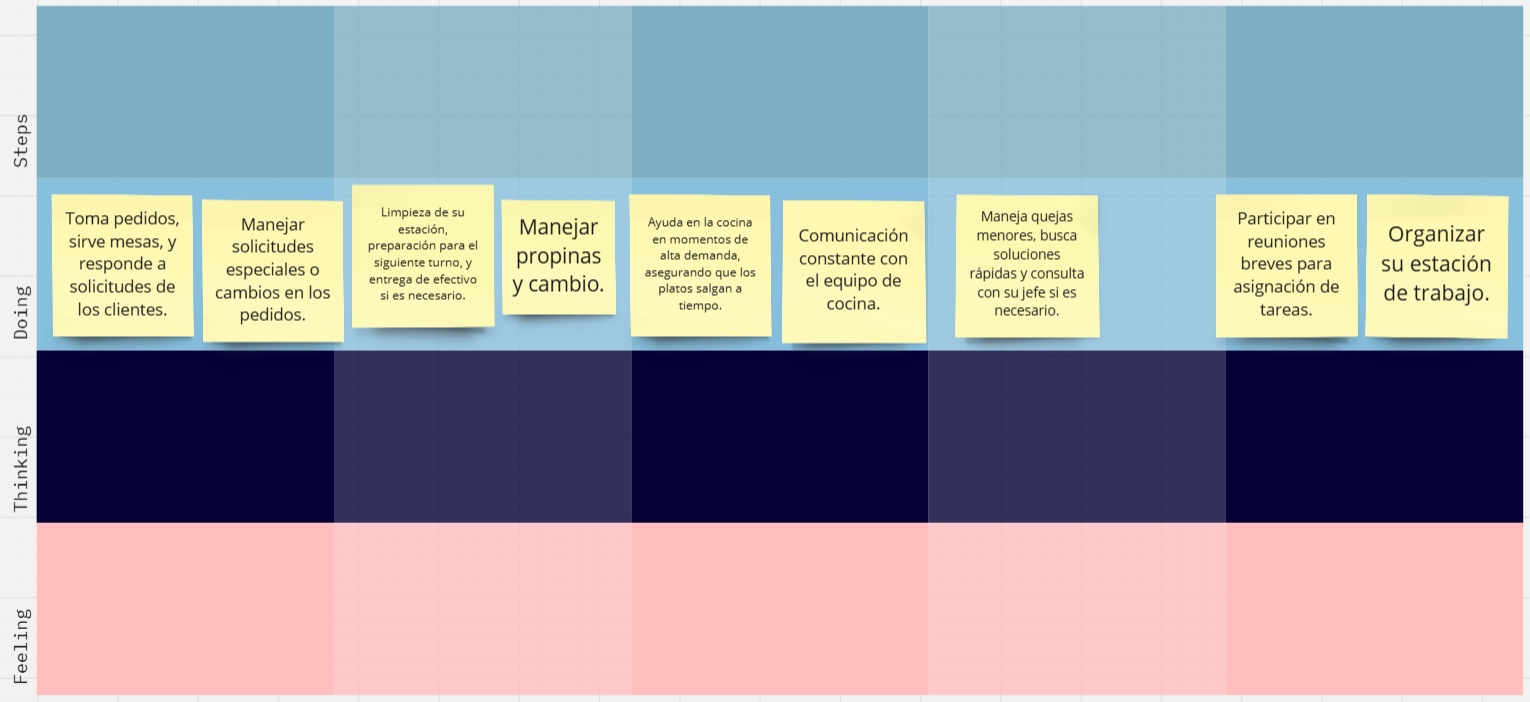 Steps
Doing
Toma pedidos,
sirve mesas, y
responde a
solicitudes de
los clientes.
Manejar
solicitudes
especiales o
cambios en los
pedidos.
Limpieza de su
estación,
preparación para el
siguiente turno, y
entrega de efectivo
si es necesario.
Manejar
propinas
y cambio.
Ayuda en la cocina
en momentos de
alta demanda,
asegurando que los
platos salgan a
tiempo.
Comunicación
constante con
el equipo de
cocina.
Maneja quejas
menores, busca
soluciones
rápidas y consulta
con su jefe si es
necesario.
Participar en
reuniones
breves para
asignación de
tareas.
Organizar
su estación
de trabajo.
Thinking
Feeling